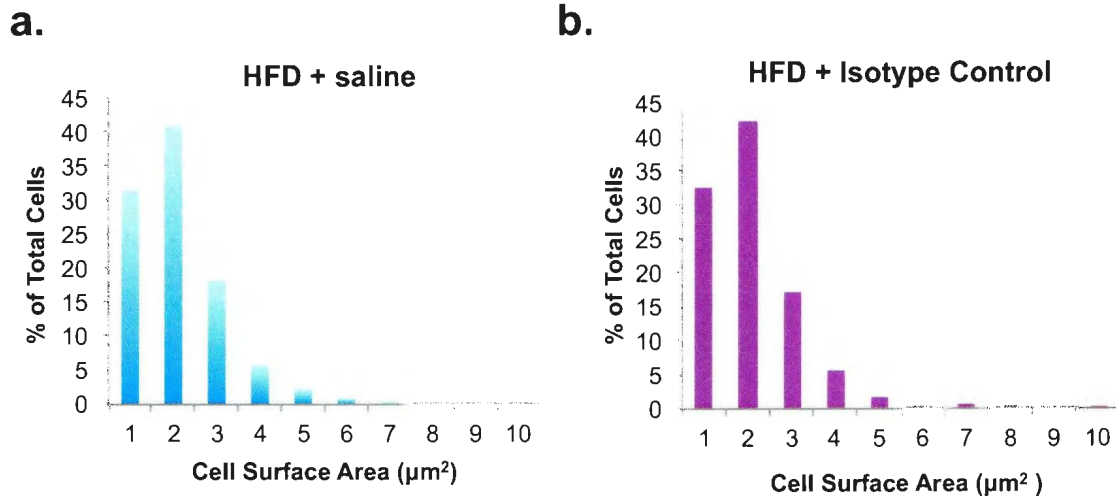 a.
HFD + saline
% of Total Cells
45
40
35
30
25
20
15
10
5
0
1 2 3 4 5 6 7 8 9 10
Cell Surface Area (µm²)
b.
HFD + Isotype Control
% of Total Cells
45
40
35
30
25
20
15
10
5
0
1 2 3 4 5 6 7 8 9 10
Cell Surface Area (µm² )